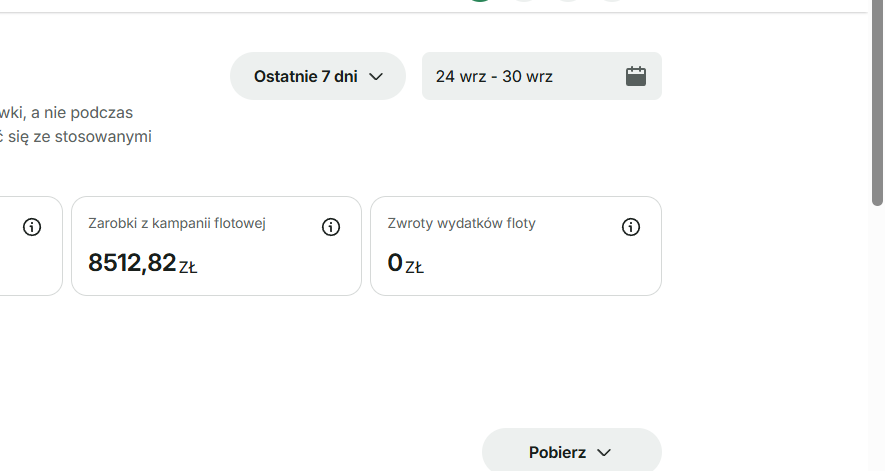 Ostatnie 7 dni
24 wrz - 30 wrz
wki, a nie podczas
ć się ze stosowanymi
Zarobki z kampanii flotowej
8512,82 ZŁ
Zwroty wydatków floty
0 ZŁ
Pobierz